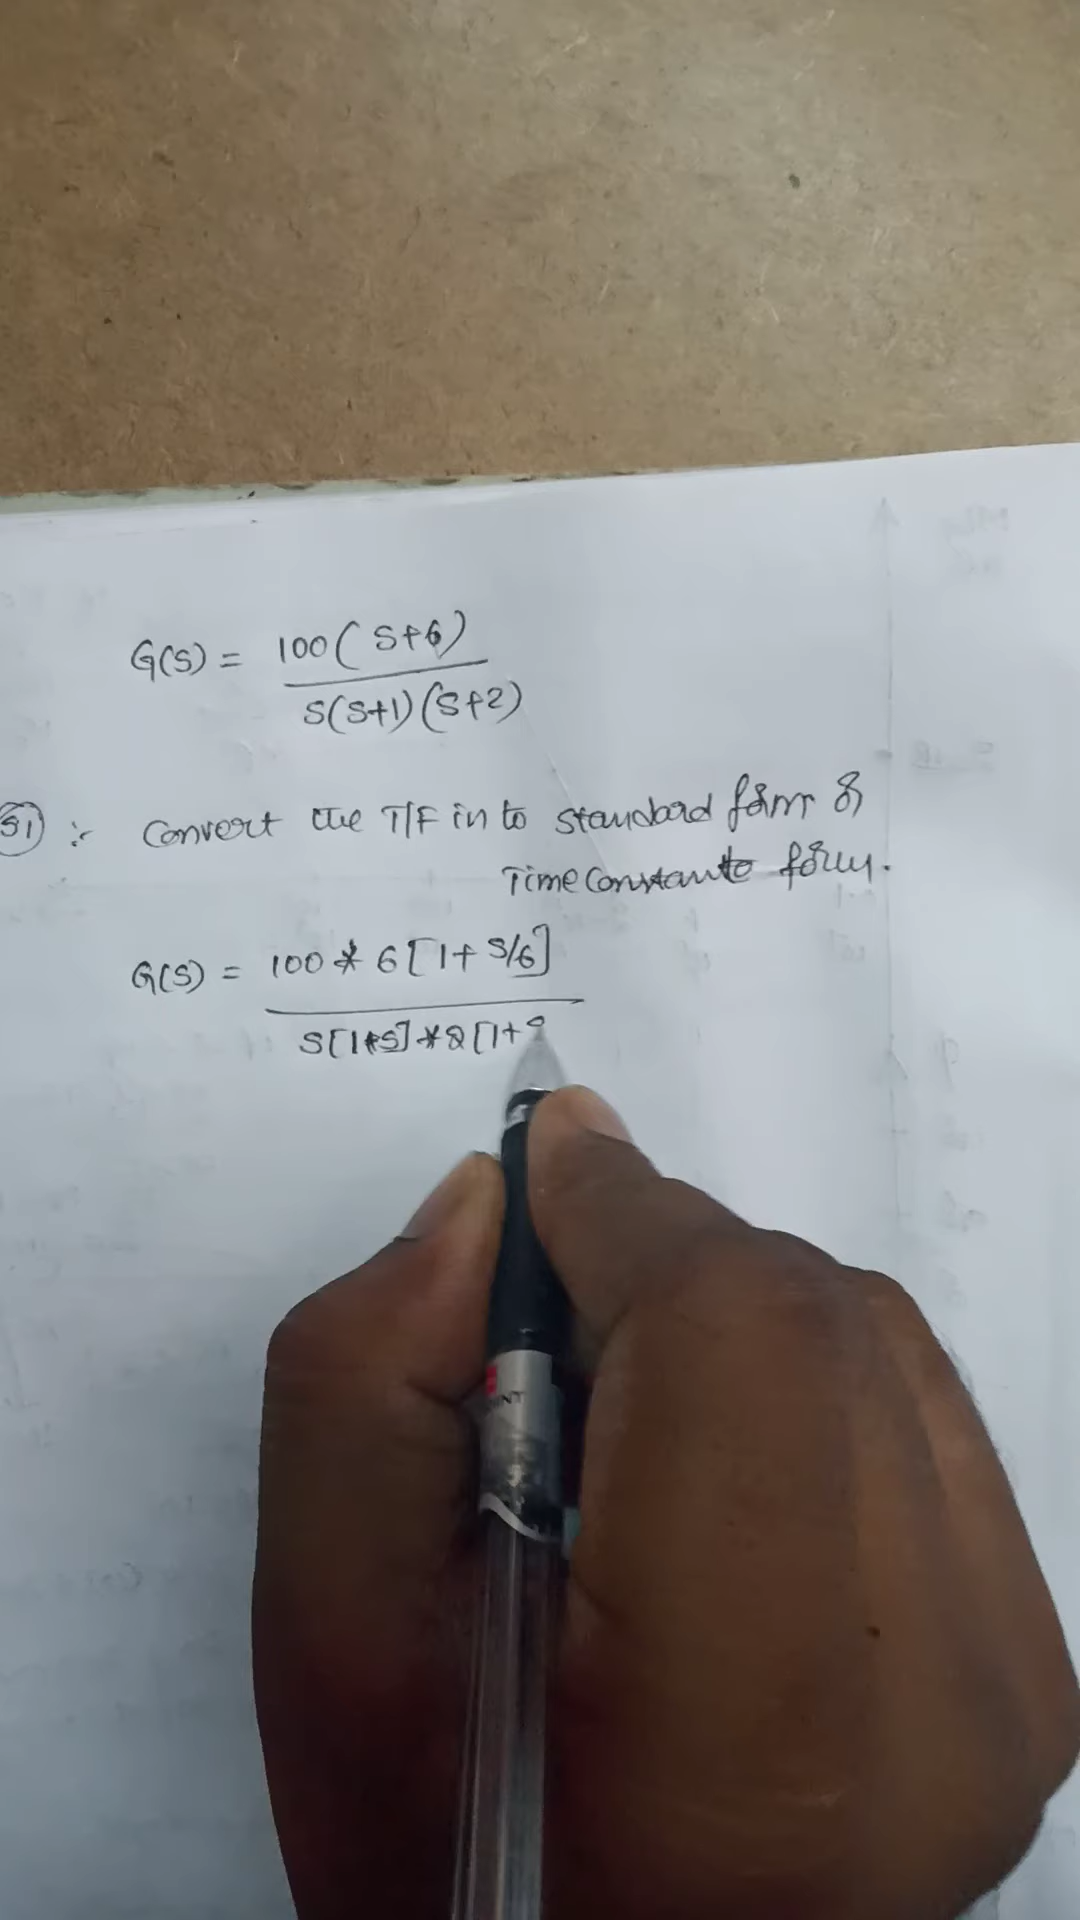 G(S) = 100(S+6)
S(S+1)(S+2)
S1 :- Convert the T/F in to standard form or
Time Constante form.
G(S) = 100 * 6[1+ S/6]
S[1+S]*2[1+S